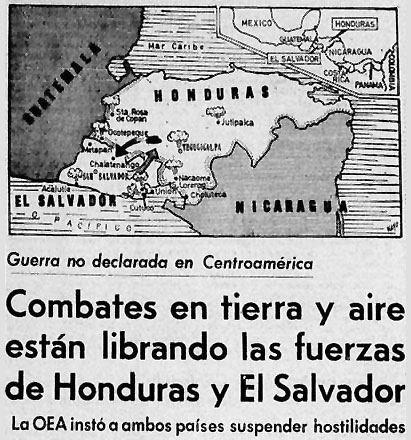 MEXICO
HONDURAS
GUATEMALA
NICARAGUA
EL SALVADOR
COSTA RICA
PANAMA
COLOMBIA
Mar Caribe
GUATEMALA
HONDURAS
Sta. Rosa de Copán
Juticalpa
Ocotepeque
Metapán
TEGUCIGALPA
Chalatenango
SAN SALVADOR
Nacaome
Acajutla
La Unión
Lorenzo
Choluteca
EL SALVADOR
Cutuco
NICARAGUA
O. PACIFICO
Guerra no declarada en Centroamérica
Combates en tierra y aire
están librando las fuerzas
de Honduras y El Salvador
La OEA instó a ambos países suspender hostilidades